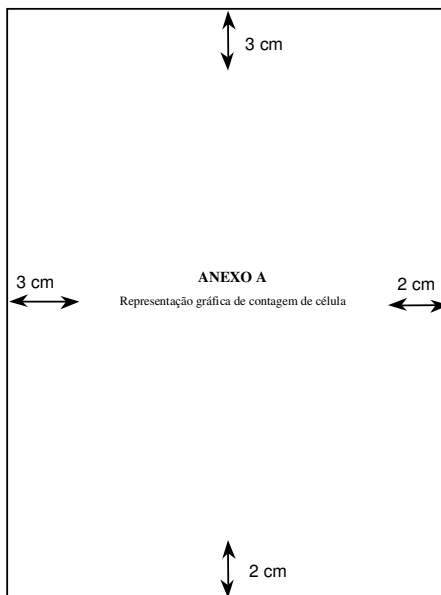 3 cm
ANEXO A
3 cm
2 cm
Representação gráfica de contagem de célula
2 cm